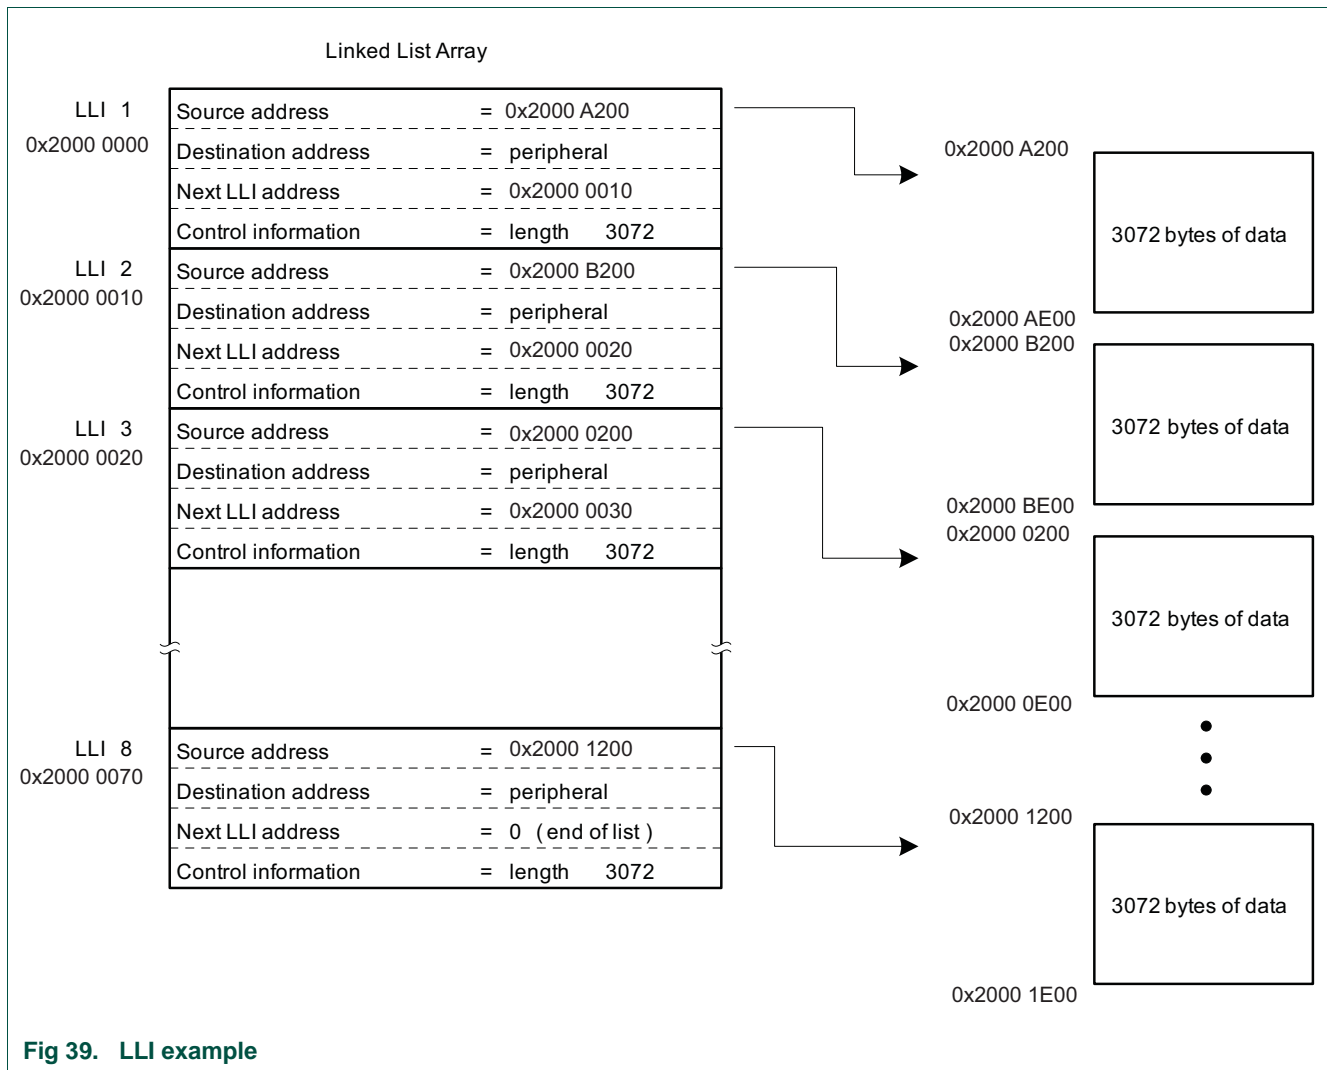 Linked List Array
LLI 1
0x2000 0000
Source address = 0x2000 A200
Destination address = peripheral
Next LLI address = 0x2000 0010
Control information = length 3072
LLI 2
0x2000 0010
Source address = 0x2000 B200
Destination address = peripheral
Next LLI address = 0x2000 0020
Control information = length 3072
LLI 3
0x2000 0020
Source address = 0x2000 0200
Destination address = peripheral
Next LLI address = 0x2000 0030
Control information = length 3072
LLI 8
0x2000 0070
Source address = 0x2000 1200
Destination address = peripheral
Next LLI address = 0 (end of list)
Control information = length 3072
0x2000 A200
3072 bytes of data
0x2000 AE00
0x2000 B200
3072 bytes of data
0x2000 BE00
0x2000 0200
3072 bytes of data
0x2000 0E00
0x2000 1200
3072 bytes of data
0x2000 1E00
Fig 39. LLI example